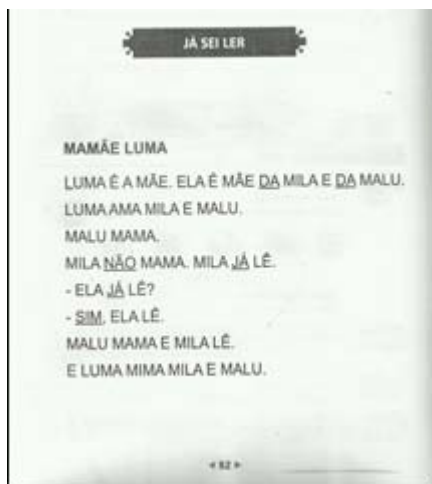 JÁ SEI LER
MAMÃE LUMA
LUMA É A MÃE. ELA É MÃE DA MILA E DA MALU.
LUMA AMA MILA E MALU.
MALU MAMA.
MILA NÃO MAMA. MILA JÁ LÊ.
- ELA JÁ LÊ?
- SIM, ELA LÊ.
MALU MAMA E MILA LÊ.
E LUMA MIMA MILA E MALU.
52